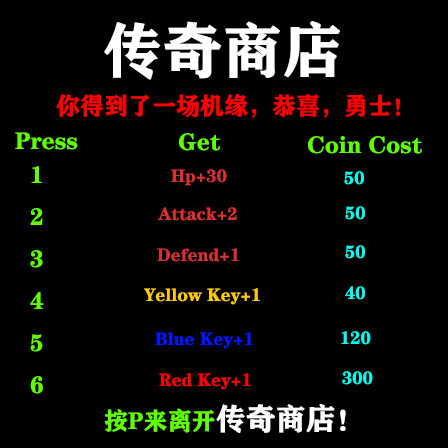 传奇商店
你得到了一场机缘，恭喜，勇士!
Press Get Coin Cost
1 Hp+30 50
2 Attack+2 50
3 Defend+1 50
4 Yellow Key+1 40
5 Blue Key+1 120
6 Red Key+1 300
按P来离开传奇商店!